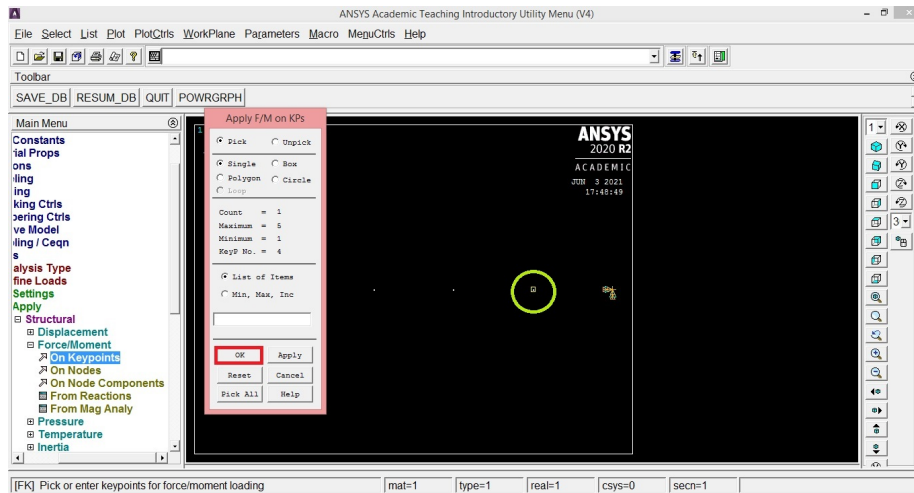 ANSYS Academic Teaching Introductory Utility Menu (V4)
File Select List Plot PlotCtrls WorkPlane Parameters Macro MenuCtrls Help
Toolbar
SAVE_DB RESUM_DB QUIT POWRGRPH
Main Menu
Constants
ial Props
ons
ling
ing
king Ctrls
pering Ctrls
ve Model
ling / Ceqn
s
alysis Type
fine Loads
Settings
Apply
Structural
Displacement
Force/Moment
On Keypoints
On Nodes
On Node Components
From Reactions
From Mag Analy
Pressure
Temperature
Inertia
Apply F/M on KPs
Pick Unpick
Single Box
Polygon Circle
Loop
Count = 1
Maximum = 5
Minimum = 1
KeyP No. = 4
List of Items
Min, Max, Inc
OK Apply
Reset Cancel
Pick All Help
1
ANSYS
2020 R2
ACADEMIC
JUN 3 2021
17:48:49
1
3
[FK] Pick or enter keypoints for force/moment loading
mat=1 type=1 real=1 csys=0 secn=1